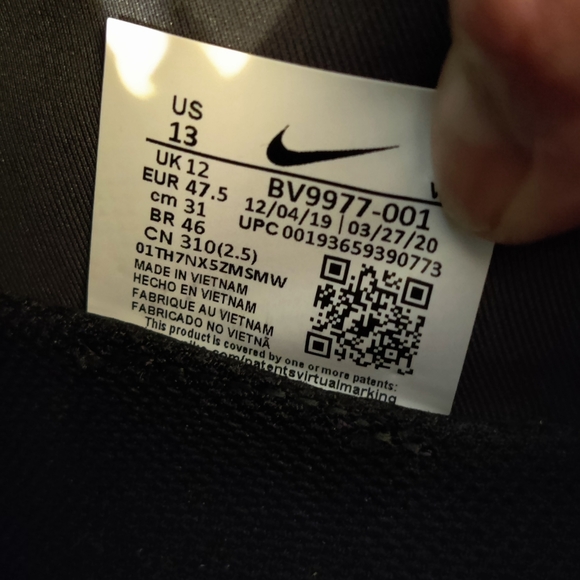 US
13
UK 12
EUR 47.5
cm 31
BR 46
CN 310(2.5)
BV9977-001
12/04/19 | 03/27/20
UPC 00193659390773
01TH7NX5ZMSMW
MADE IN VIETNAM
HECHO EN VIETNAM
FABRIQUE AU VIETNAM
FABRICADO NO VIETNÃ
This product is covered by one or more patents:
.com/patentsvirtualmarking